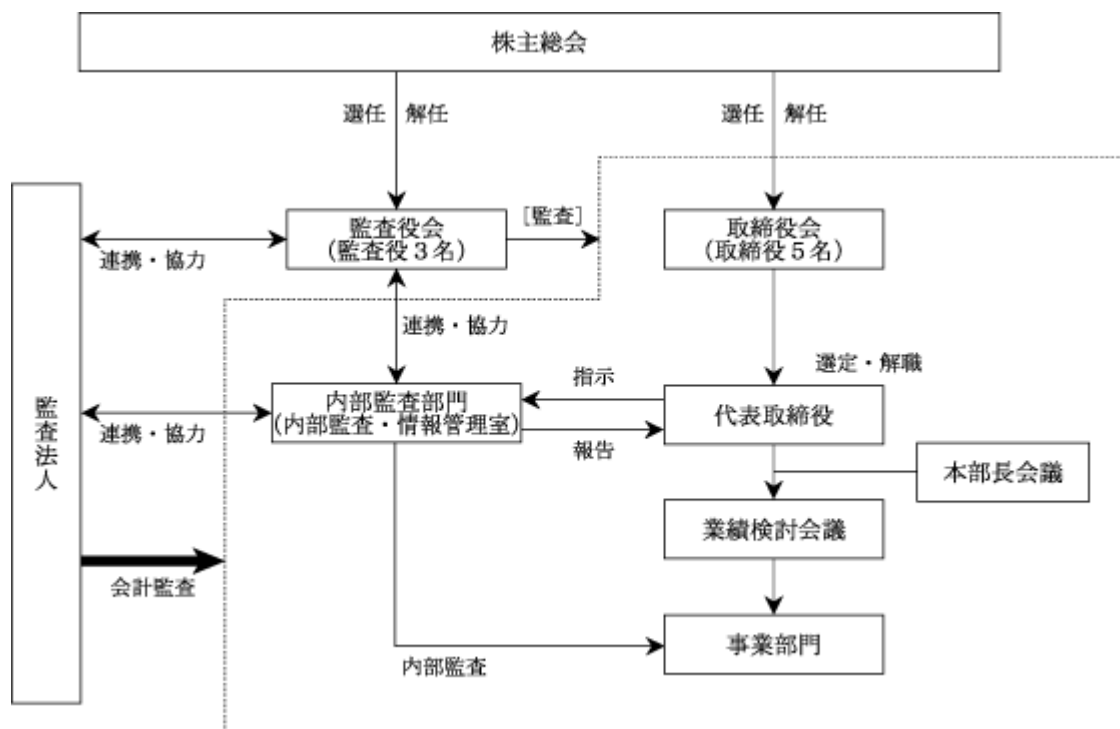 株主総会
選任 解任
選任 解任
監査役会
(監査役3名)
[監査]
取締役会
(取締役5名)
連携・協力
連携・協力
選定・解職
指示
内部監査部門
(内部監査・情報管理室)
代表取締役
連携・協力
報告
監査法人
本部長会議
業績検討会議
会計監査
事業部門
内部監査